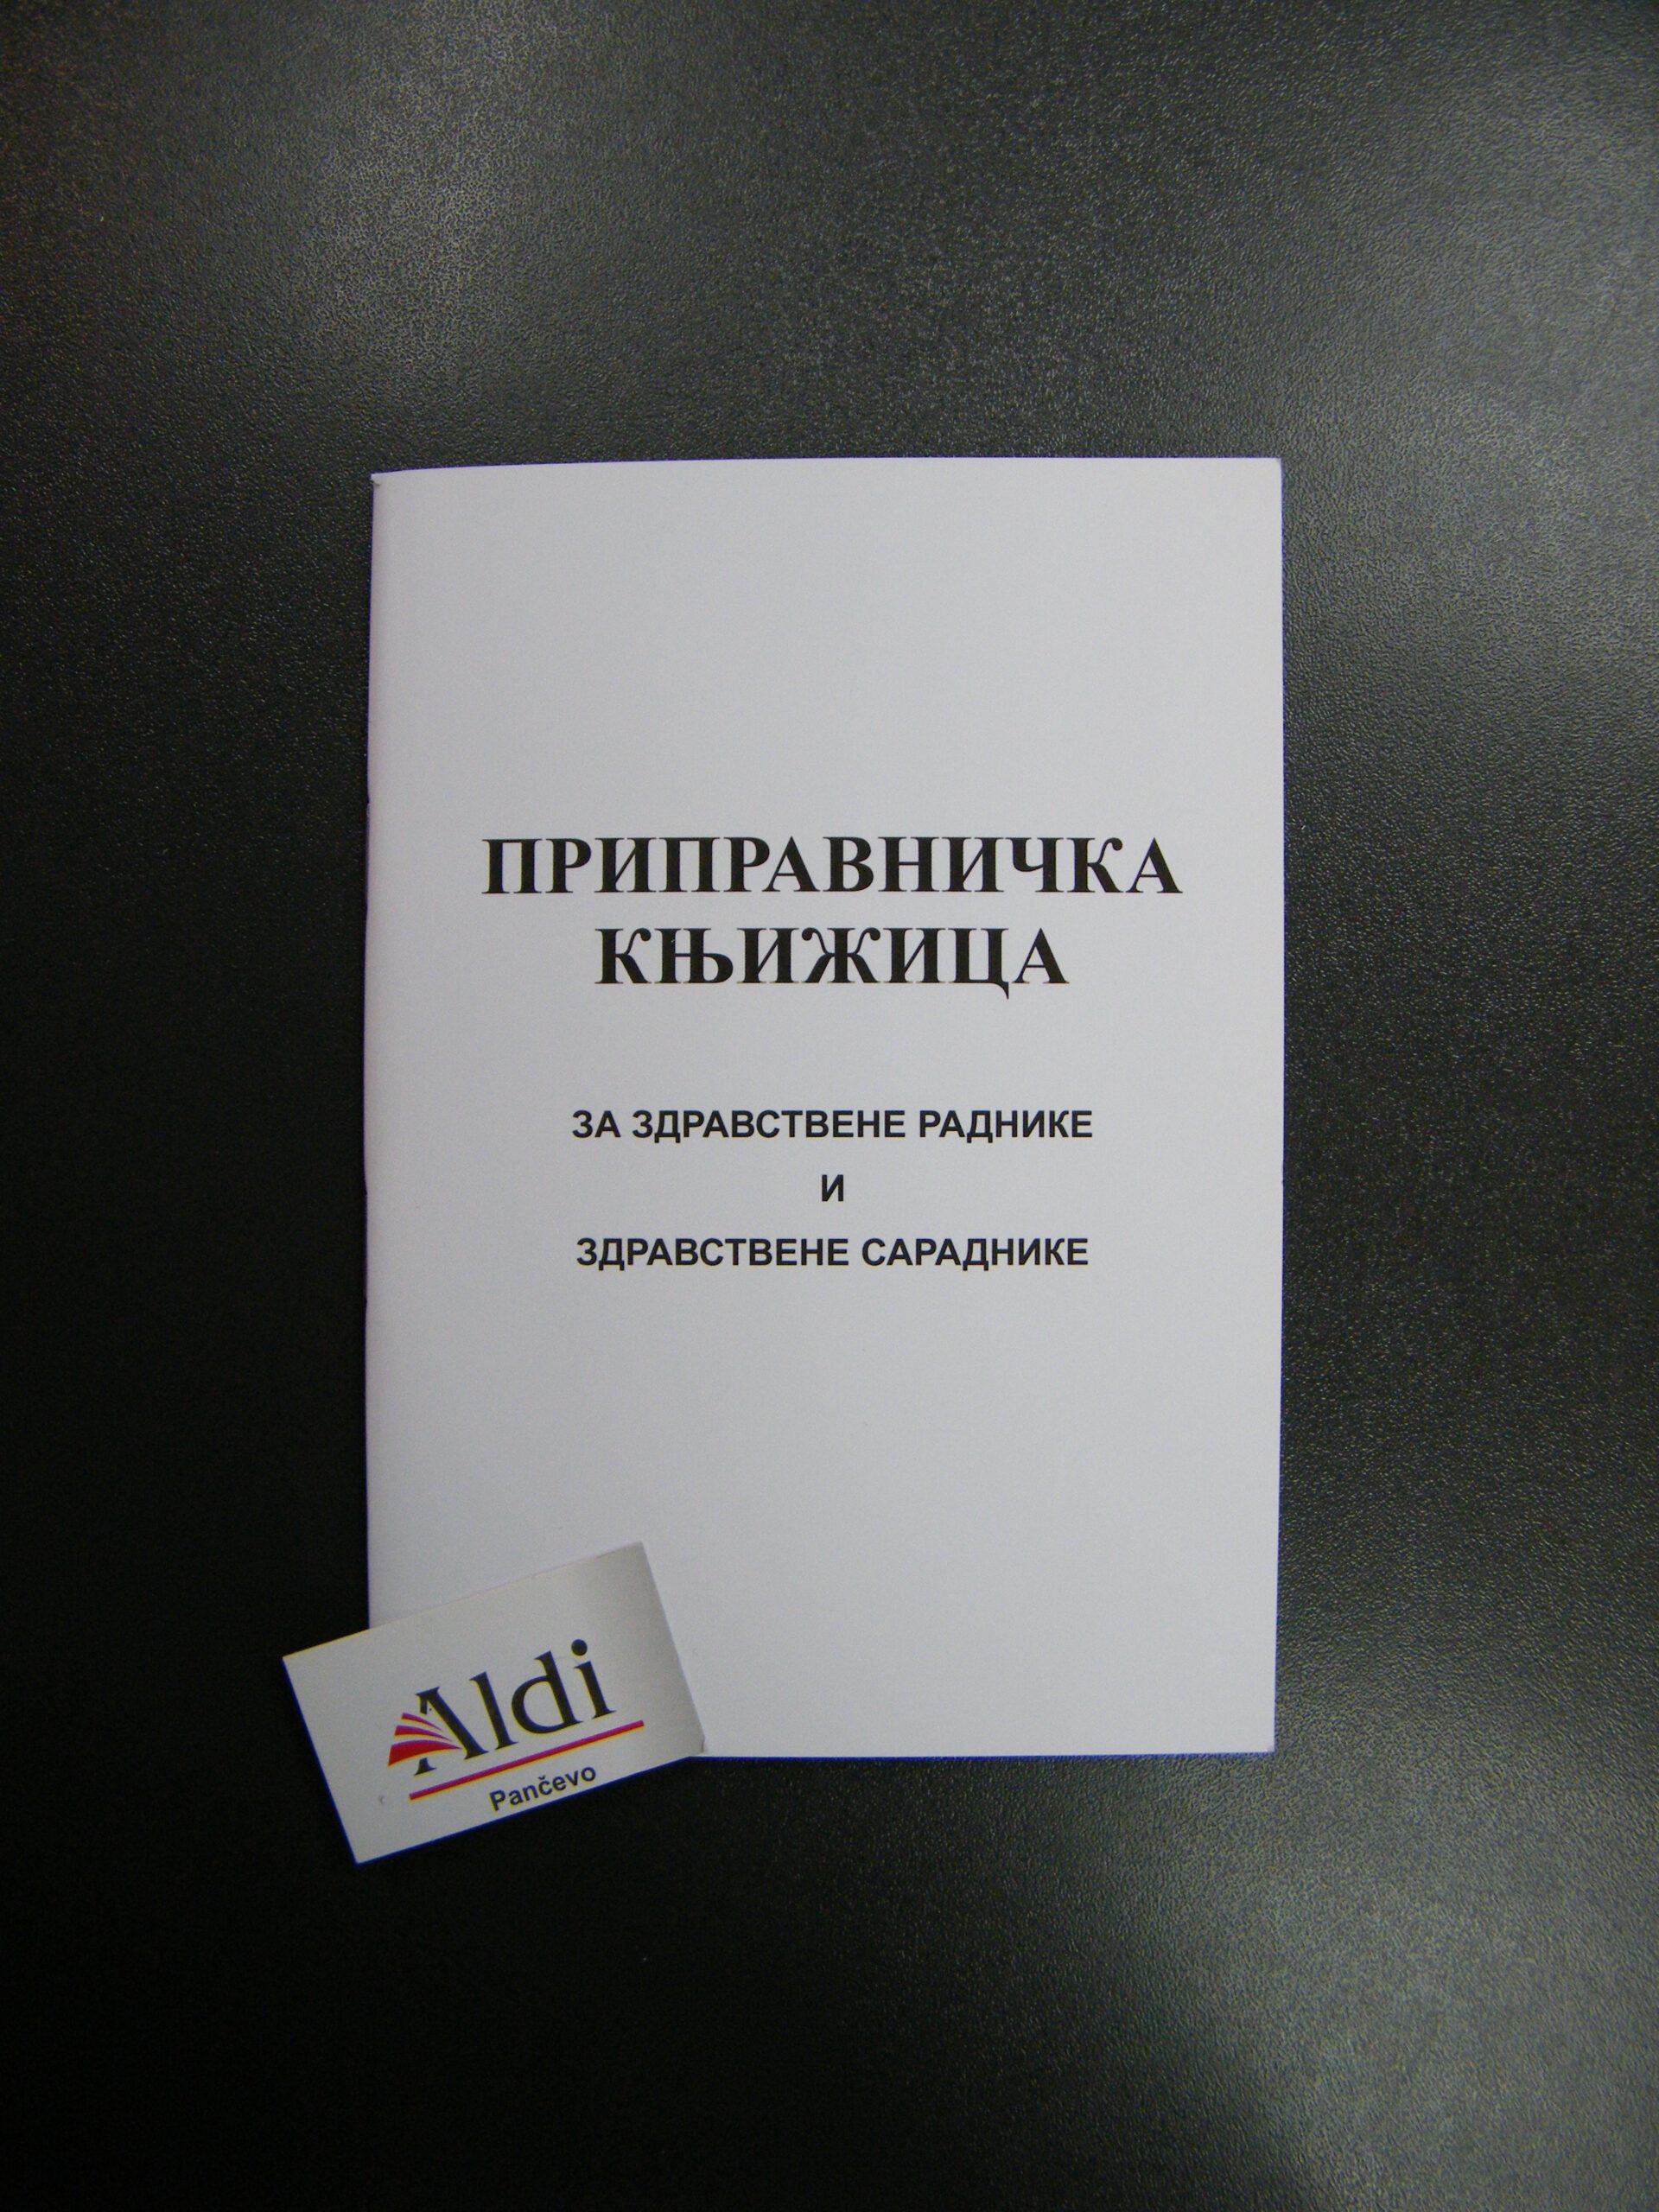 ПРИПРАВНИЧКА
КЊИЖИЦА
ЗА ЗДРАВСТВЕНЕ РАДНИКЕ
И
ЗДРАВСТВЕНЕ САРАДНИКЕ
Aldi
Pančevo